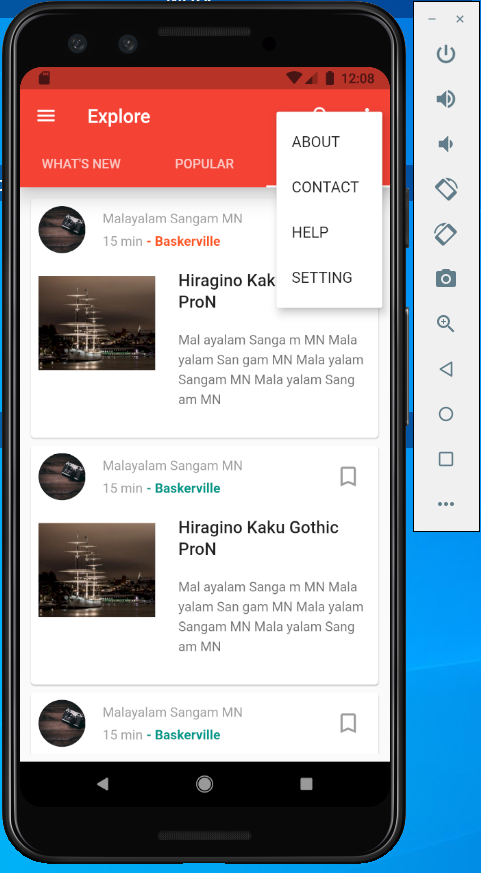 12:08
Explore
WHAT'S NEW
POPULAR
ABOUT
CONTACT
HELP
SETTING
Malayalam Sangam MN
15 min - Baskerville
Hiragino Kaku
ProN
Mal ayalam Sanga m MN Mala
yalam San gam MN Mala yalam
Sangam MN Mala yalam Sang
am MN
Malayalam Sangam MN
15 min - Baskerville
Hiragino Kaku Gothic
ProN
Mal ayalam Sanga m MN Mala
yalam San gam MN Mala yalam
Sangam MN Mala yalam Sang
am MN
Malayalam Sangam MN
15 min - Baskerville